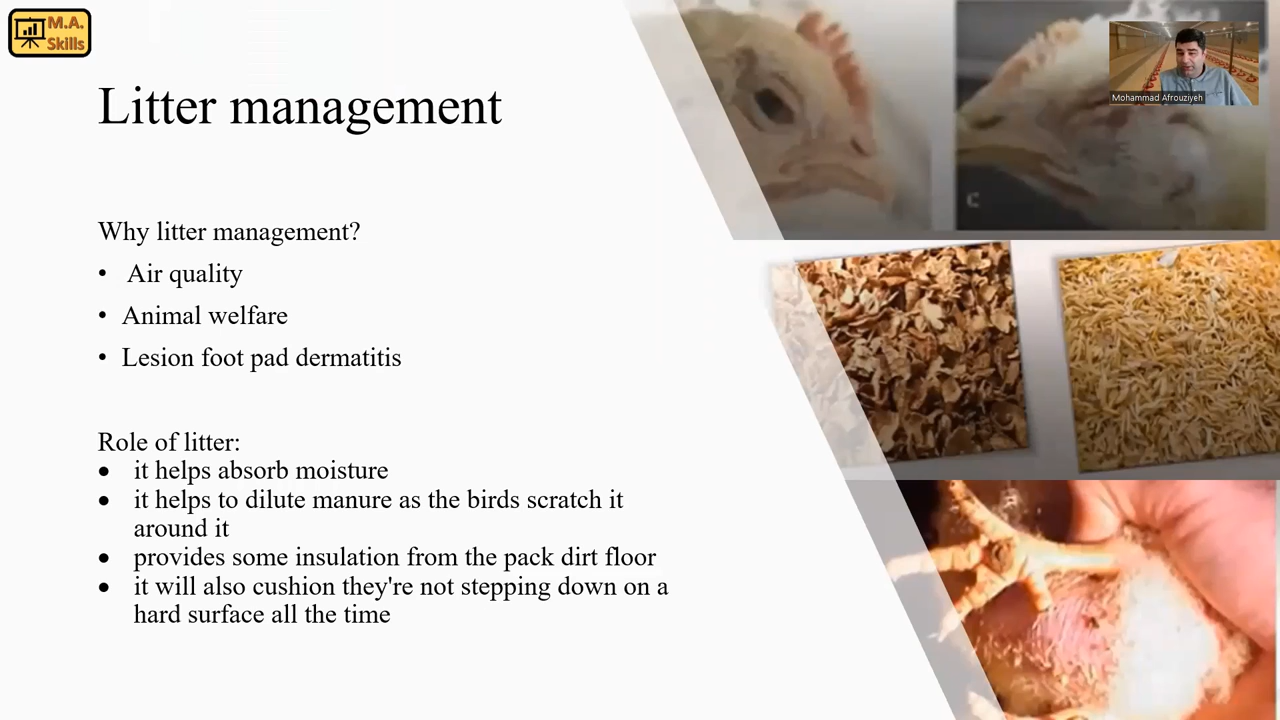 M.A.
Skills
Litter management
Mohammad Afrouziyeh
C
Why litter management?
• Air quality
• Animal welfare
• Lesion foot pad dermatitis
Role of litter:
• it helps absorb moisture
• it helps to dilute manure as the birds scratch it
around it
• provides some insulation from the pack dirt floor
• it will also cushion they're not stepping down on a
hard surface all the time